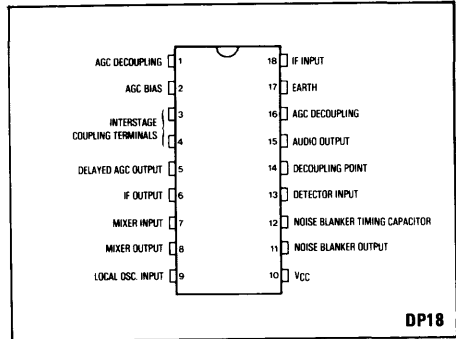 AGC DECOUPLING 1
AGC BIAS 2
INTERSTAGE 3
COUPLING TERMINALS 4
DELAYED AGC OUTPUT 5
IF OUTPUT 6
MIXER INPUT 7
MIXER OUTPUT 8
LOCAL OSC. INPUT 9
18 IF INPUT
17 EARTH
16 AGC DECOUPLING
15 AUDIO OUTPUT
14 DECOUPLING POINT
13 DETECTOR INPUT
12 NOISE BLANKER TIMING CAPACITOR
11 NOISE BLANKER OUTPUT
10 VCC
DP18